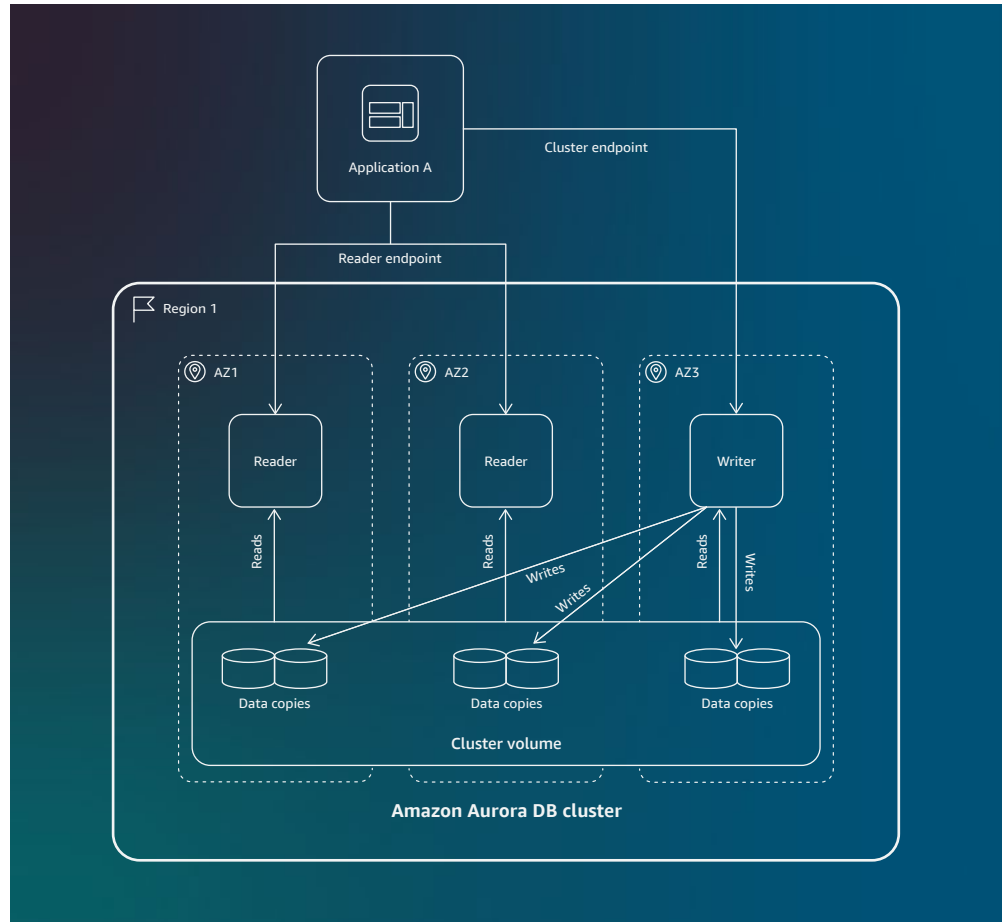 Application A
Cluster endpoint
Reader endpoint
Region 1
AZ1
AZ2
AZ3
Reader
Reader
Writer
Reads
Reads
Writes
Writes
Reads
Writes
Data copies
Data copies
Data copies
Cluster volume
Amazon Aurora DB cluster